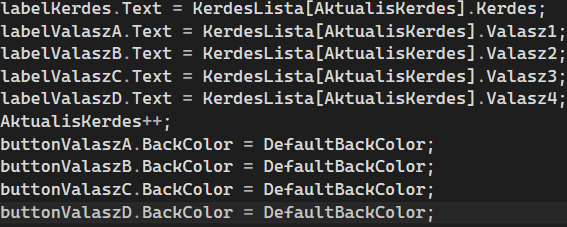 labelKerdes.Text = KerdesLista[AktualisKerdes].Kerdes;
labelValaszA.Text = KerdesLista[AktualisKerdes].Valasz1;
labelValaszB.Text = KerdesLista[AktualisKerdes].Valasz2;
labelValaszC.Text = KerdesLista[AktualisKerdes].Valasz3;
labelValaszD.Text = KerdesLista[AktualisKerdes].Valasz4;
AktualisKerdes++;
buttonValaszA.BackColor = DefaultBackColor;
buttonValaszB.BackColor = DefaultBackColor;
buttonValaszC.BackColor = DefaultBackColor;
buttonValaszD.BackColor = DefaultBackColor;